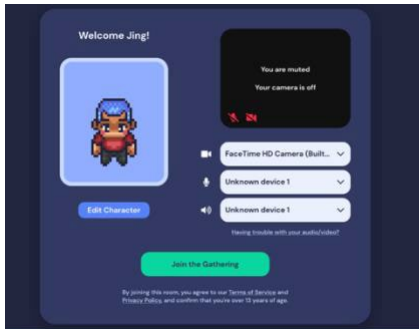 Welcome Jing!
You are muted
Your camera is off
FaceTime HD Camera (Built...
Unknown device 1
Edit Character
Unknown device 1
Having trouble with your audio/video?
Join the Gathering
By joining this room, you agree to our Terms of Service and
Privacy Policy, and confirm that you're over 13 years of age.